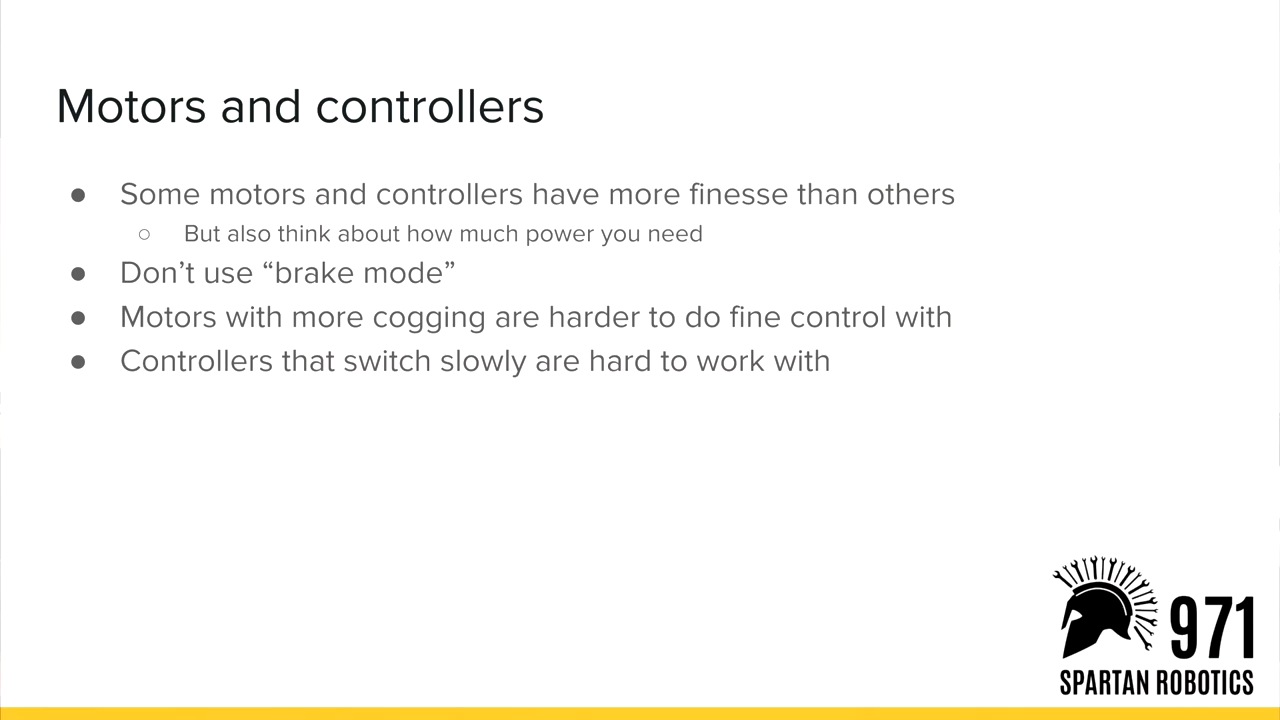 Motors and controllers
● Some motors and controllers have more finesse than others
○ But also think about how much power you need
● Don’t use “brake mode”
● Motors with more cogging are harder to do fine control with
● Controllers that switch slowly are hard to work with
971
SPARTAN ROBOTICS